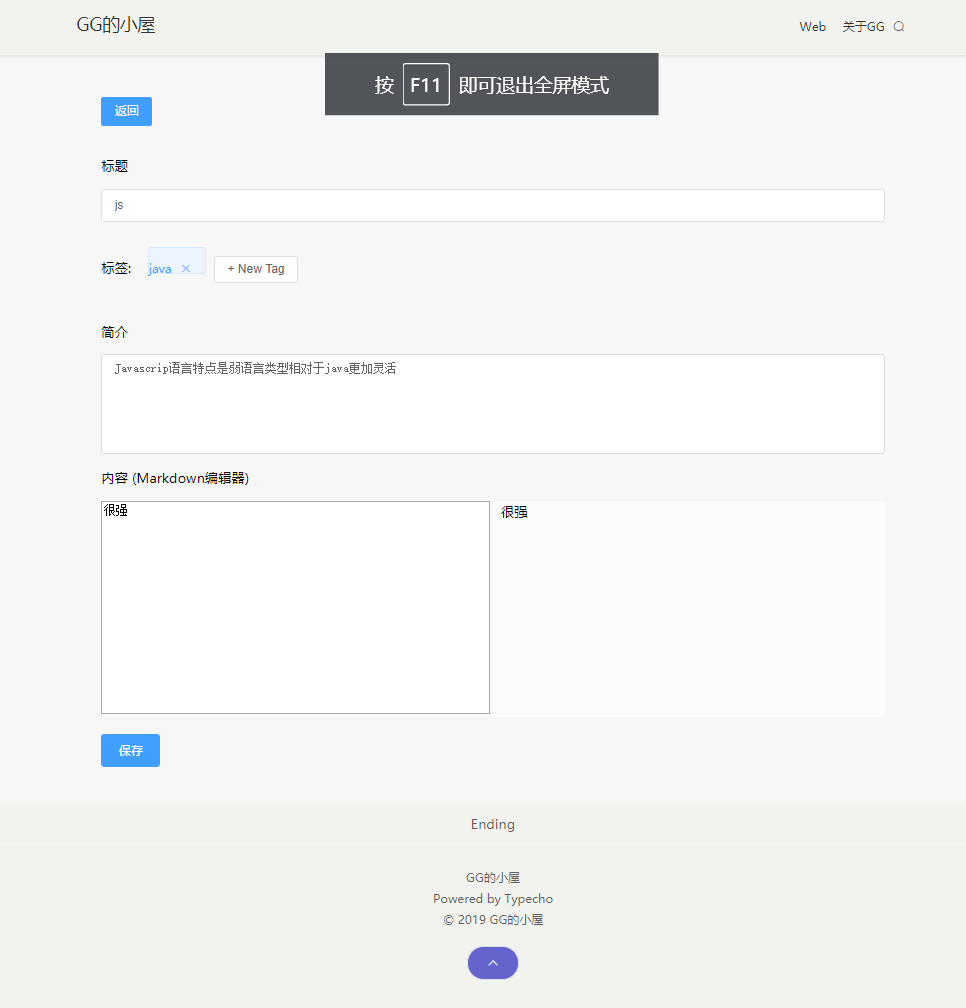 GG的小屋
Web 关于GG
按 F11 即可退出全屏模式
返回
标题
js
标签: java × + New Tag
简介
Javascrip语言特点是弱语言类型相对于java更加灵活
内容 (Markdown编辑器)
很强 很强
保存
Ending
GG的小屋
Powered by Typecho
© 2019 GG的小屋